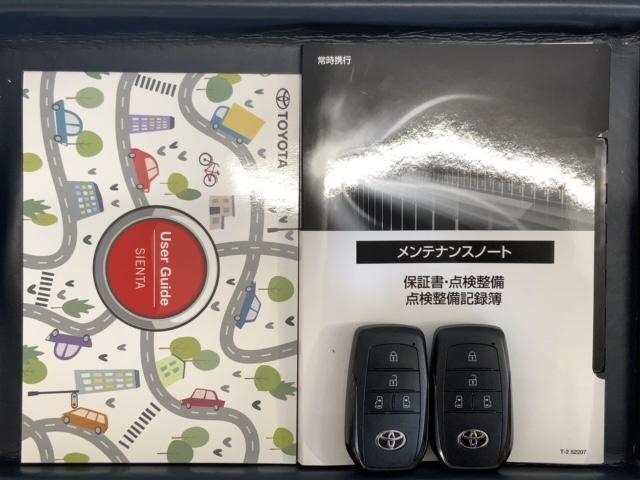 TOYOTA
User Guide
SIENTA
常時携行
メンテナンスノート
保証書・点検整備
点検整備記録簿
T-2 52207